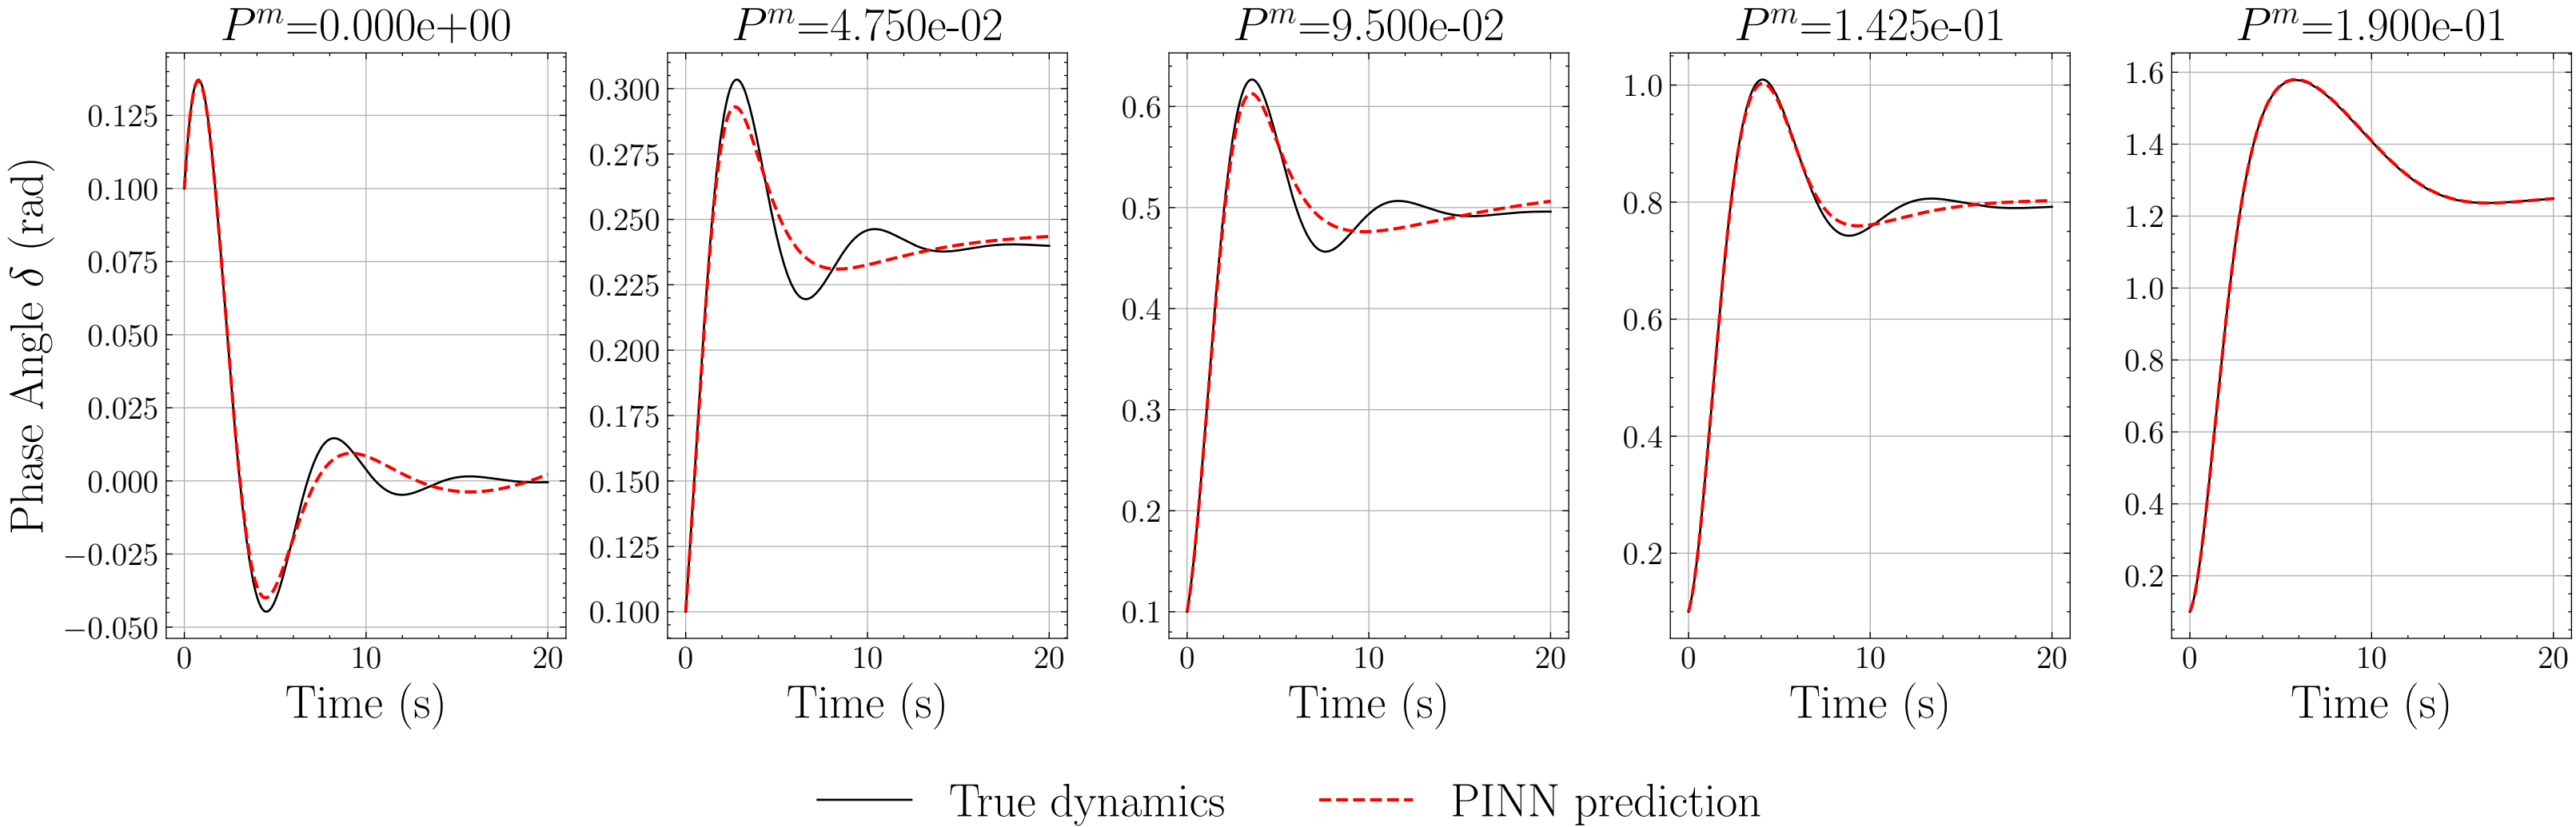 P^m=0.000e+00
P^m=4.750e-02
P^m=9.500e-02
P^m=1.425e-01
P^m=1.900e-01
Phase Angle δ (rad)
0.125
0.100
0.075
0.050
0.025
0.000
−0.025
−0.050
0 10 20
Time (s)
0.300
0.275
0.250
0.225
0.200
0.175
0.150
0.125
0.100
0 10 20
Time (s)
0.6
0.5
0.4
0.3
0.2
0.1
0 10 20
Time (s)
1.0
0.8
0.6
0.4
0.2
0 10 20
Time (s)
1.6
1.4
1.2
1.0
0.8
0.6
0.4
0.2
0 10 20
Time (s)
True dynamics
PINN prediction